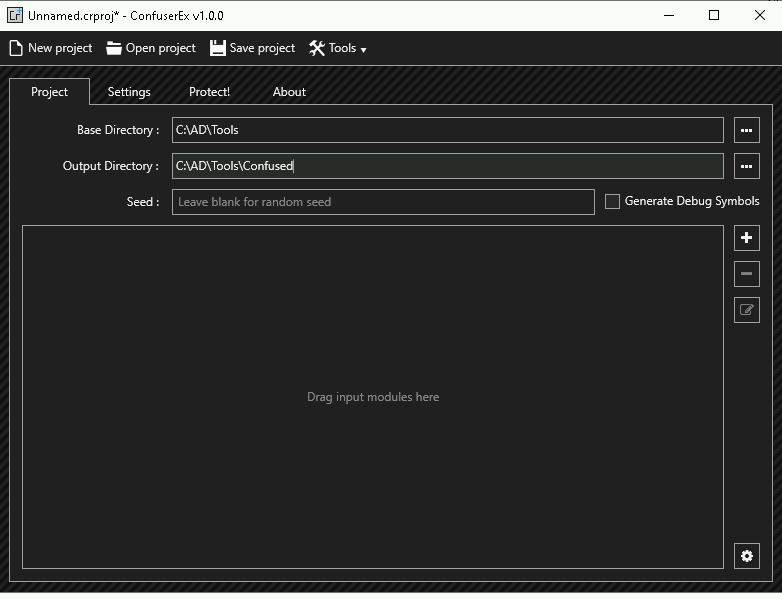 Cr Unnamed.crproj* - ConfuserEx v1.0.0
New project Open project Save project Tools
Project Settings Protect! About
Base Directory : C:\AD\Tools ...
Output Directory : C:\AD\Tools\Confused ...
Seed : Leave blank for random seed Generate Debug Symbols
Drag input modules here